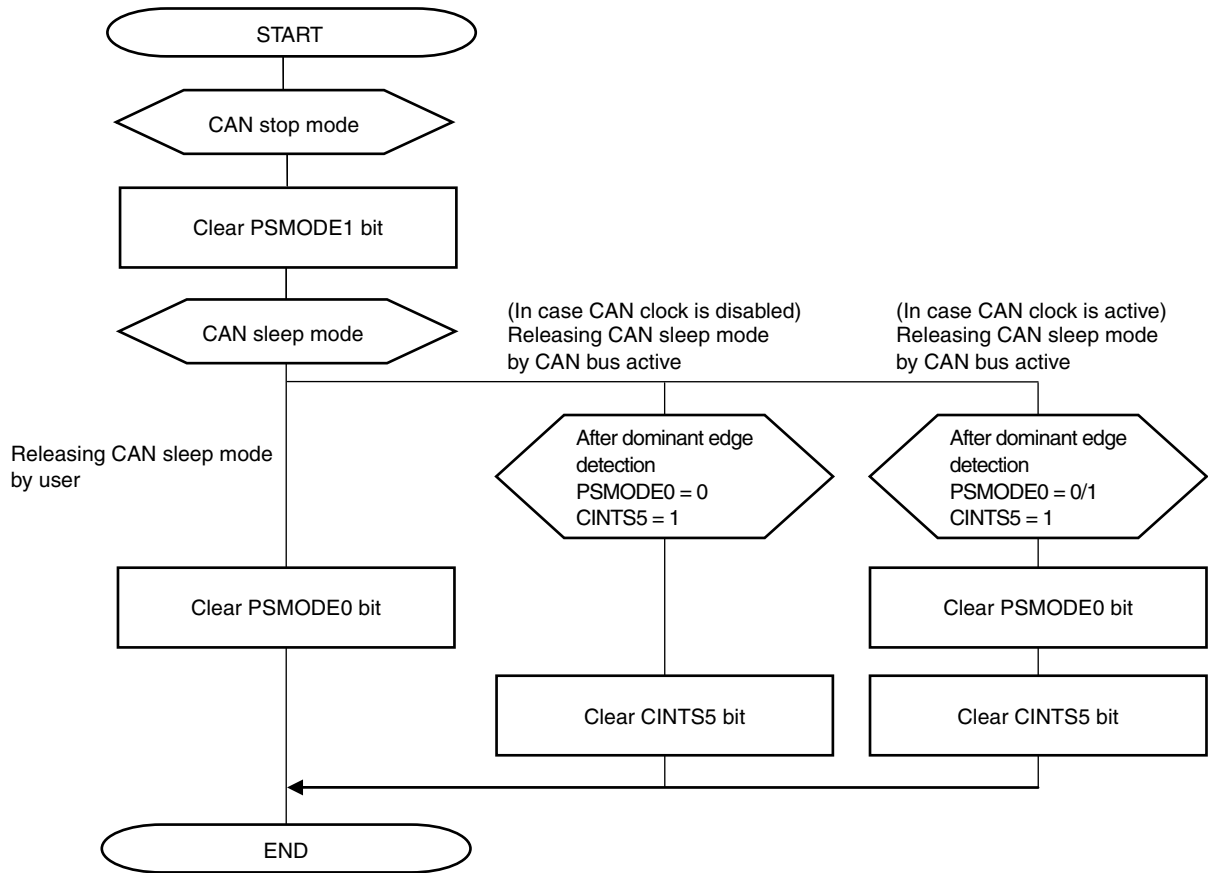 START
CAN stop mode
Clear PSMODE1 bit
CAN sleep mode
(In case CAN clock is disabled)
Releasing CAN sleep mode
by CAN bus active
(In case CAN clock is active)
Releasing CAN sleep mode
by CAN bus active
Releasing CAN sleep mode
by user
After dominant edge
detection
PSMODE0 = 0
CINTS5 = 1
After dominant edge
detection
PSMODE0 = 0/1
CINTS5 = 1
Clear PSMODE0 bit
Clear PSMODE0 bit
Clear CINTS5 bit
Clear CINTS5 bit
END